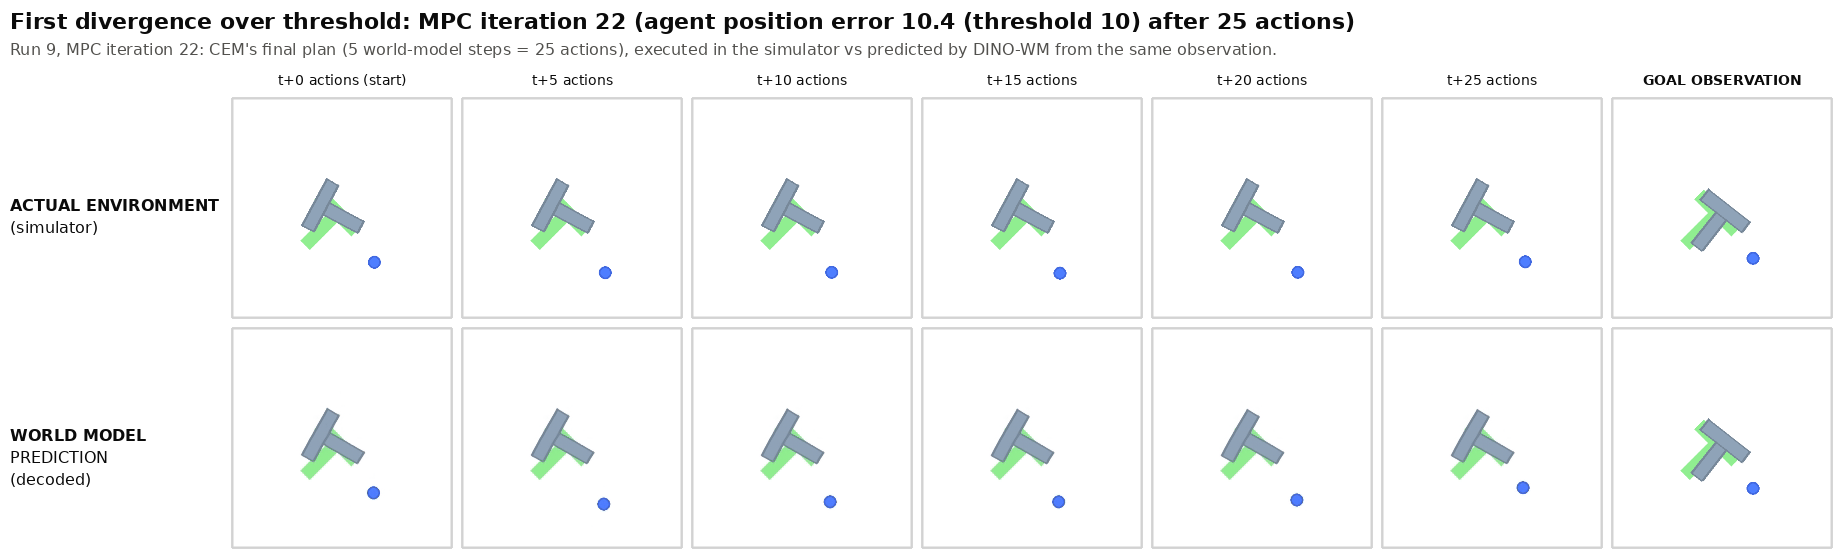 First divergence over threshold: MPC iteration 22 (agent position error 10.4 (threshold 10) after 25 actions)
Run 9, MPC iteration 22: CEM's final plan (5 world-model steps = 25 actions), executed in the simulator vs predicted by DINO-WM from the same observation.
t+0 actions (start)
t+5 actions
t+10 actions
t+15 actions
t+20 actions
t+25 actions
GOAL OBSERVATION
ACTUAL ENVIRONMENT
(simulator)
WORLD MODEL
PREDICTION
(decoded)